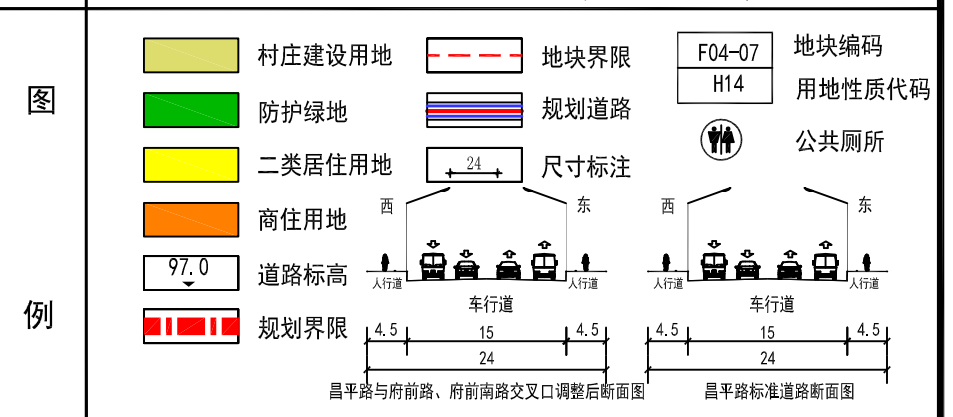 图例
村庄建设用地
防护绿地
二类居住用地
商住用地
97.0 道路标高
规划界限
地块界限
规划道路
24 尺寸标注
F04-07 地块编码
H14 用地性质代码
公共厕所
西 东
人行道 车行道 人行道
4.5 15 4.5
24
昌平路与府前路、府前南路交叉口调整后断面图
西 东
人行道 车行道 人行道
4.5 15 4.5
24
昌平路标准道路断面图